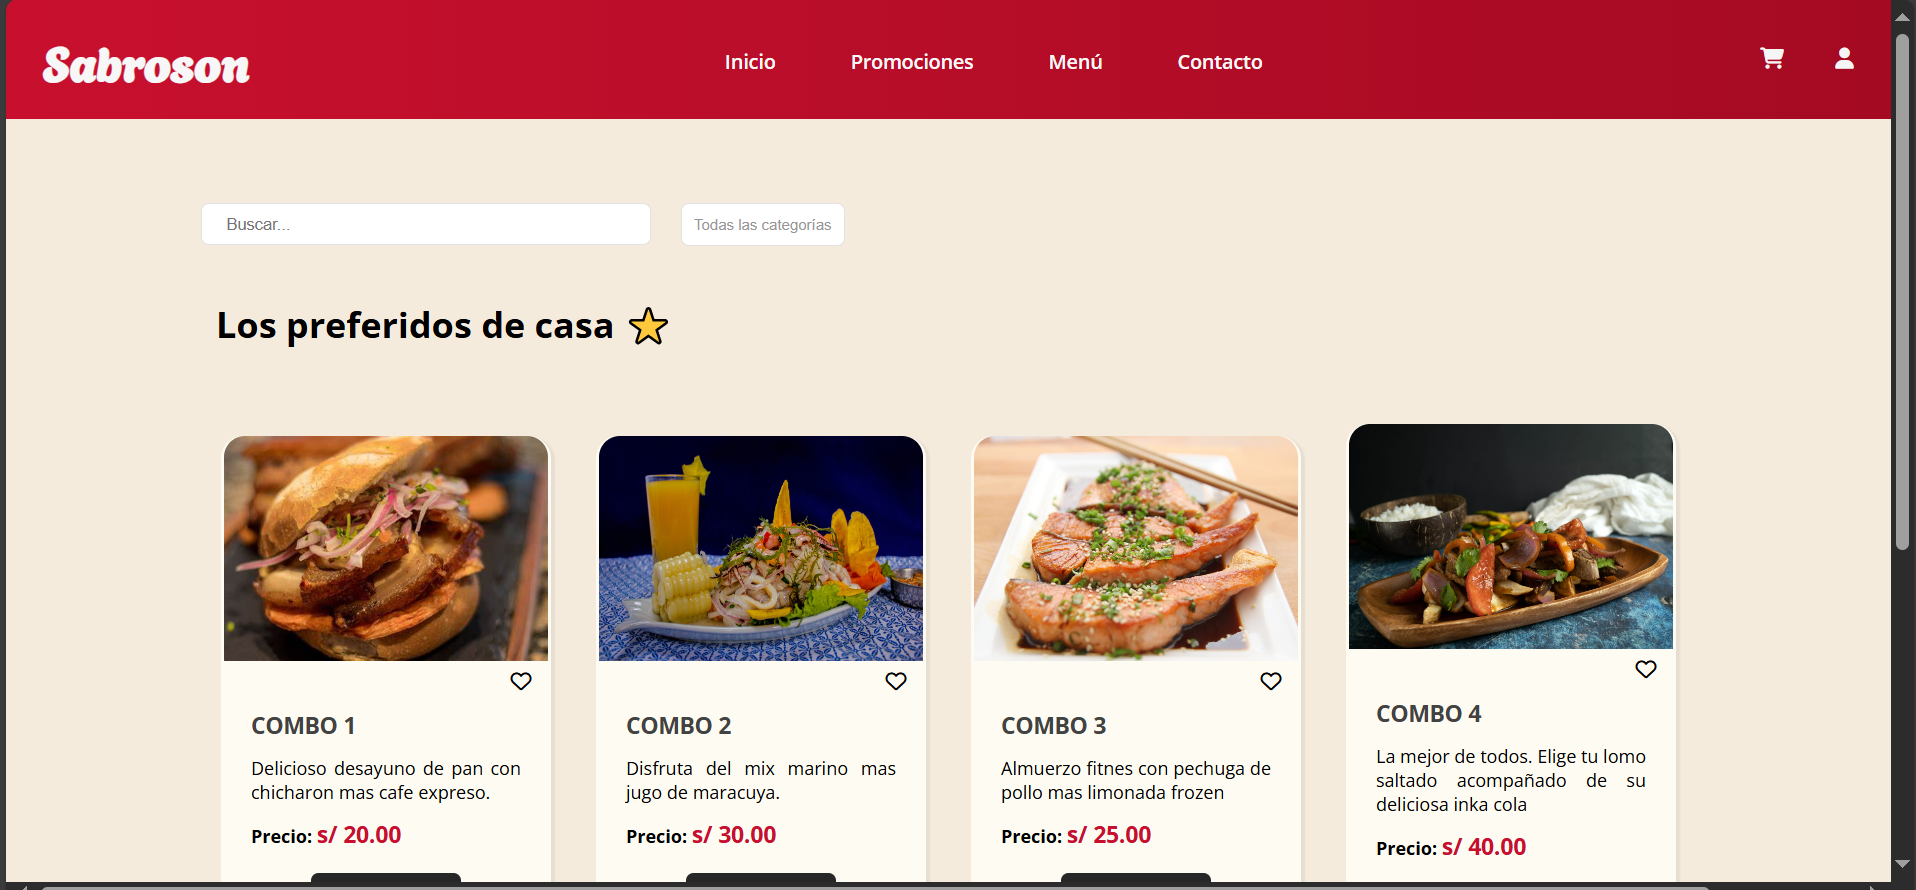 Sabroson
Inicio
Promociones
Menú
Contacto
Buscar...
Todas las categorías
Los preferidos de casa
COMBO 1
Delicioso desayuno de pan con
chicharon mas cafe expreso.
Precio: s/ 20.00
COMBO 2
Disfruta del mix marino mas
jugo de maracuya.
Precio: s/ 30.00
COMBO 3
Almuerzo fitnes con pechuga de
pollo mas limonada frozen
Precio: s/ 25.00
COMBO 4
La mejor de todos. Elige tu lomo
saltado acompañado de su
deliciosa inka cola
Precio: s/ 40.00